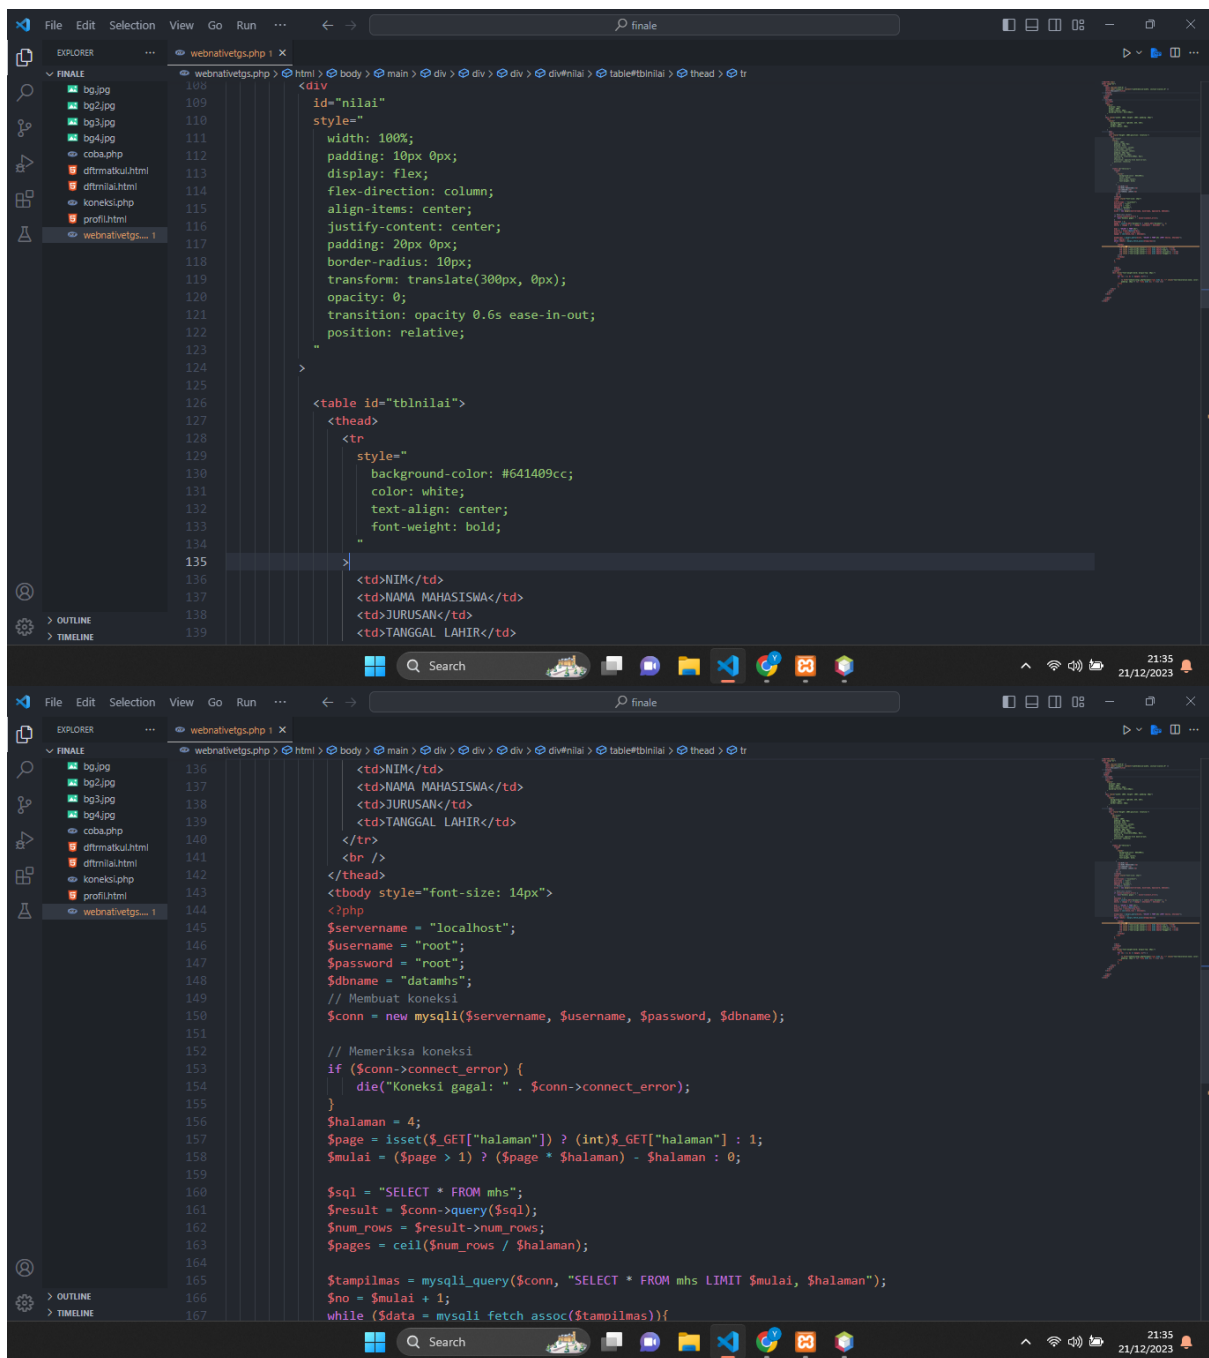 File Edit Selection View Go Run ··· finale
EXPLORER ··· webnativetgs.php 1
FINALE
webnativetgs.php > html > body > main > div > div > div > div#nilai > table#tblnilai > thead > tr
bg.jpg
bg2.jpg
bg3.jpg
bg4.jpg
coba.php
dftrmatkul.html
dftrnilai.html
koneksi.php
profil.html
webnativetgs.... 1
OUTLINE
TIMELINE
108 <div
109 id="nilai"
110 style="
111 width: 100%;
112 padding: 10px 0px;
113 display: flex;
114 flex-direction: column;
115 align-items: center;
116 justify-content: center;
117 padding: 20px 0px;
118 border-radius: 10px;
119 transform: translate(300px, 0px);
120 opacity: 0;
121 transition: opacity 0.6s ease-in-out;
122 position: relative;
123 "
124 >
125
126 <table id="tblnilai">
127 <thead>
128 <tr
129 style="
130 background-color: #641409cc;
131 color: white;
132 text-align: center;
133 font-weight: bold;
134 "
135 >
136 <td>NIM</td>
137 <td>NAMA MAHASISWA</td>
138 <td>JURUSAN</td>
139 <td>TANGGAL LAHIR</td>
Search
21:35
21/12/2023
File Edit Selection View Go Run ··· finale
EXPLORER ··· webnativetgs.php 1
FINALE
webnativetgs.php > html > body > main > div > div > div > div#nilai > table#tblnilai > thead > tr
bg.jpg
bg2.jpg
bg3.jpg
bg4.jpg
coba.php
dftrmatkul.html
dftrnilai.html
koneksi.php
profil.html
webnativetgs.... 1
OUTLINE
TIMELINE
136 <td>NIM</td>
137 <td>NAMA MAHASISWA</td>
138 <td>JURUSAN</td>
139 <td>TANGGAL LAHIR</td>
140 </tr>
141 <br />
142 </thead>
143 <tbody style="font-size: 14px">
144 <?php
145 $servername = "localhost";
146 $username = "root";
147 $password = "root";
148 $dbname = "datamhs";
149 // Membuat koneksi
150 $conn = new mysqli($servername, $username, $password, $dbname);
151
152 // Memeriksa koneksi
153 if ($conn->connect_error) {
154 die("Koneksi gagal: " . $conn->connect_error);
155 }
156 $halaman = 4;
157 $page = isset($_GET["halaman"]) ? (int)$_GET["halaman"] : 1;
158 $mulai = ($page > 1) ? ($page * $halaman) - $halaman : 0;
159
160 $sql = "SELECT * FROM mhs";
161 $result = $conn->query($sql);
162 $num_rows = $result->num_rows;
163 $pages = ceil($num_rows / $halaman);
164
165 $tampilmas = mysqli_query($conn, "SELECT * FROM mhs LIMIT $mulai, $halaman");
166 $no = $mulai + 1;
167 while ($data = mysqli_fetch_assoc($tampilmas)){
Search
21:35
21/12/2023